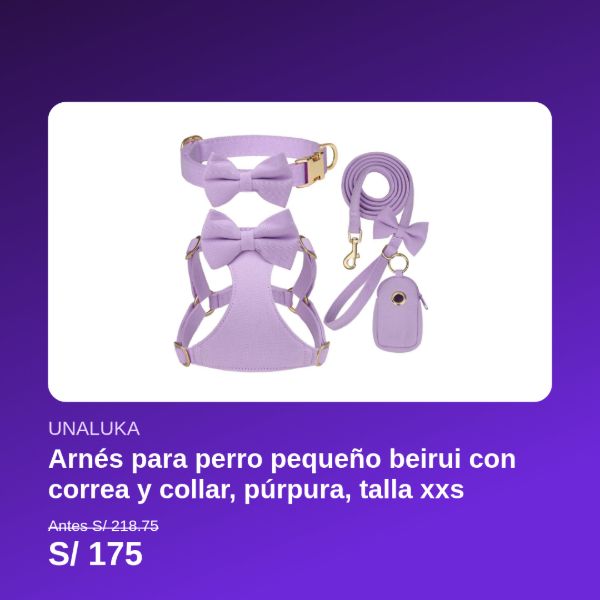 UNALUKA
Arnés para perro pequeño beirui con
correa y collar, púrpura, talla xxs
Antes S/ 218.75
S/ 175